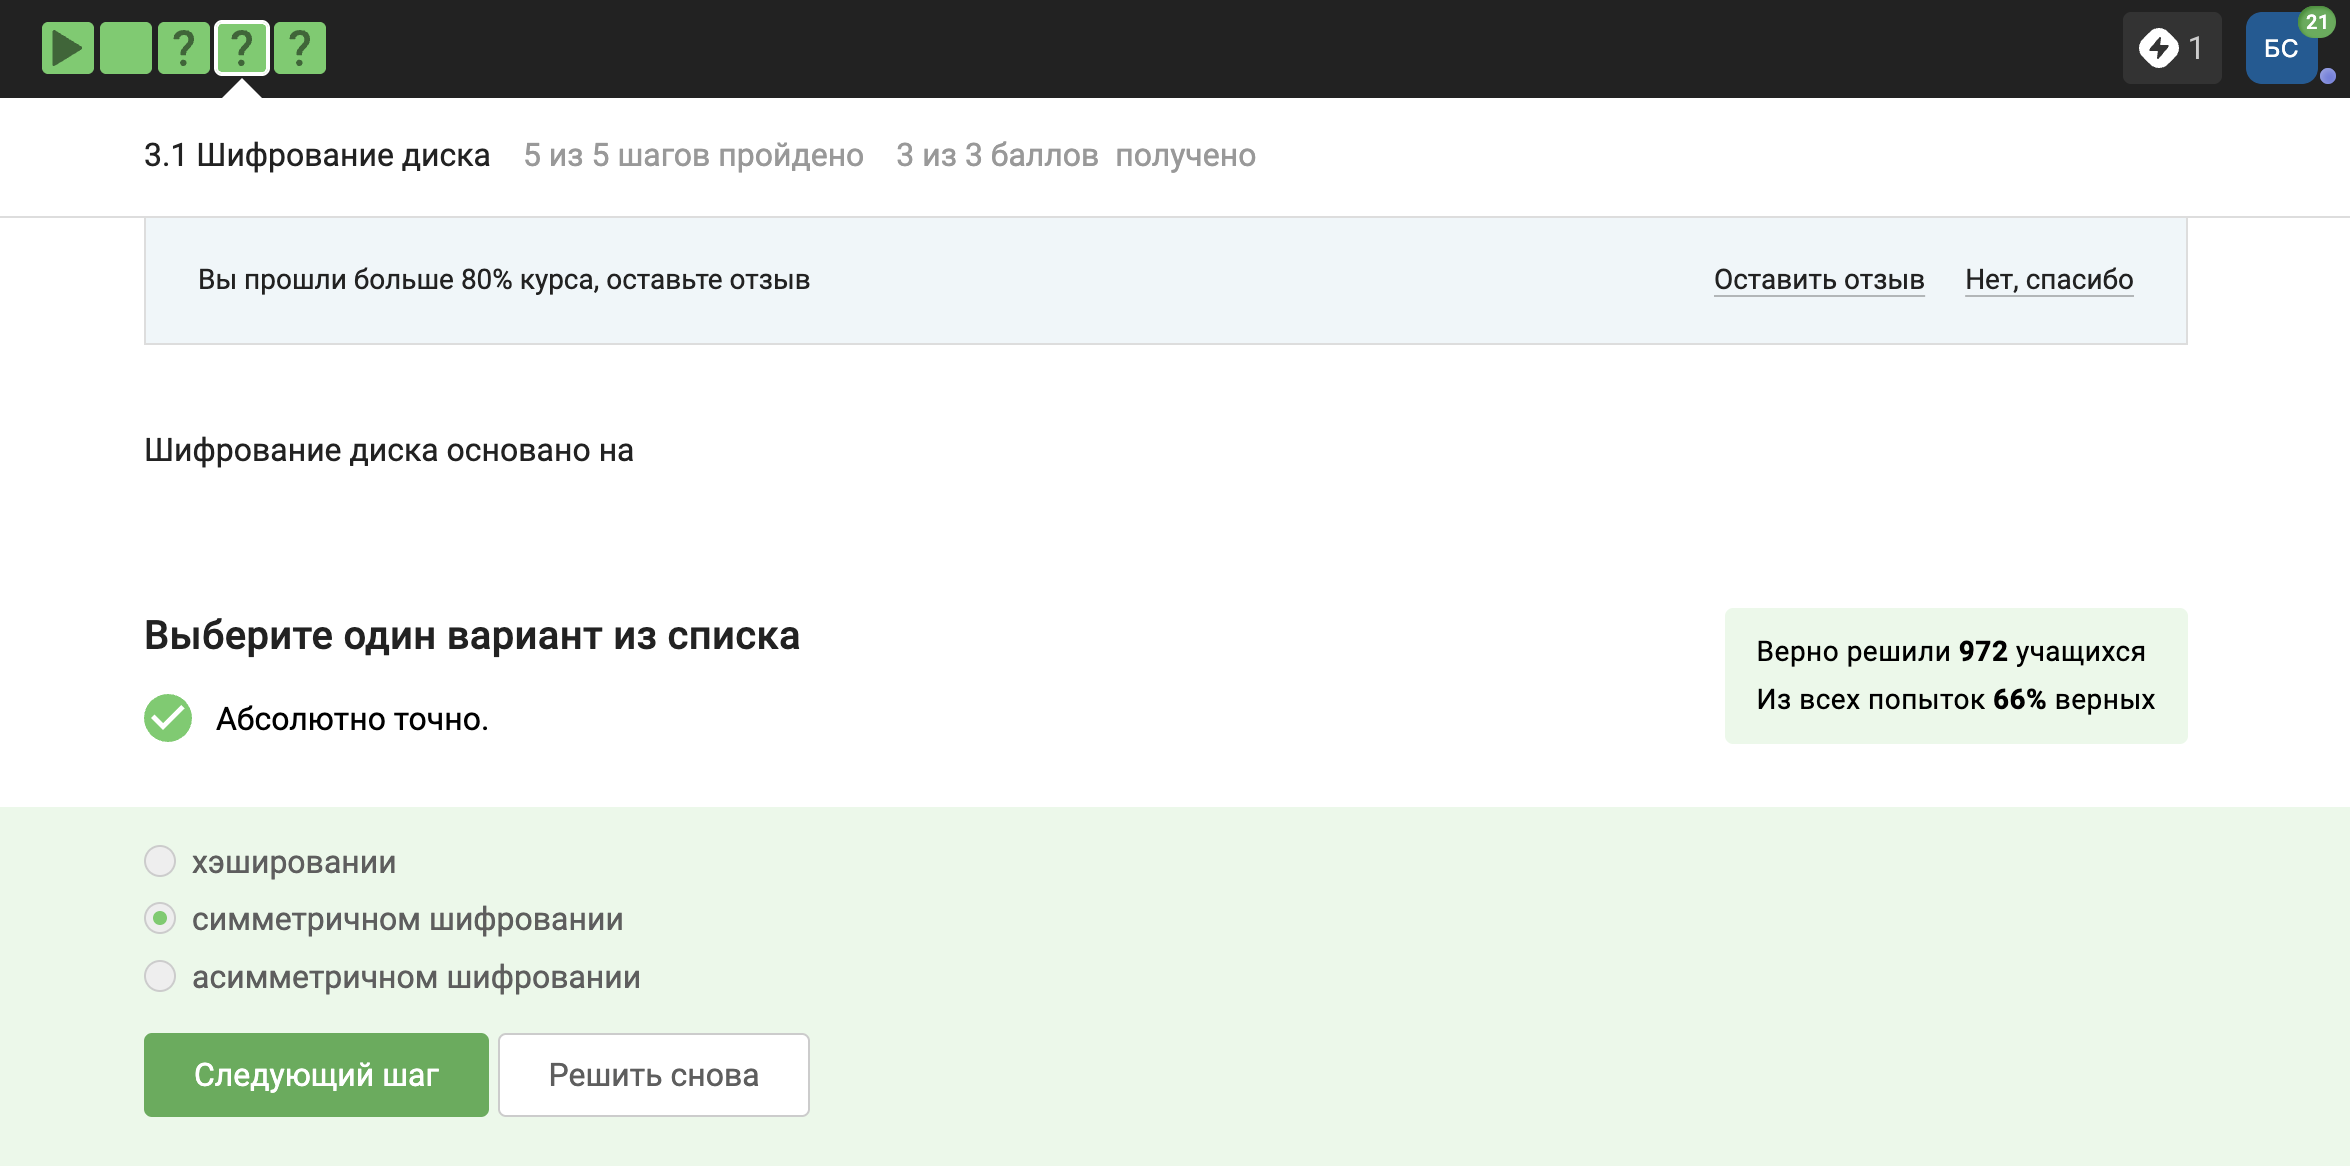 ? ? ?
1
БС
21
3.1 Шифрование диска 5 из 5 шагов пройдено 3 из 3 баллов получено
Вы прошли больше 80% курса, оставьте отзыв
Оставить отзыв
Нет, спасибо
Шифрование диска основано на
Выберите один вариант из списка
Верно решили 972 учащихся
Из всех попыток 66% верных
Абсолютно точно.
хэшировании
симметричном шифровании
асимметричном шифровании
Следующий шаг
Решить снова